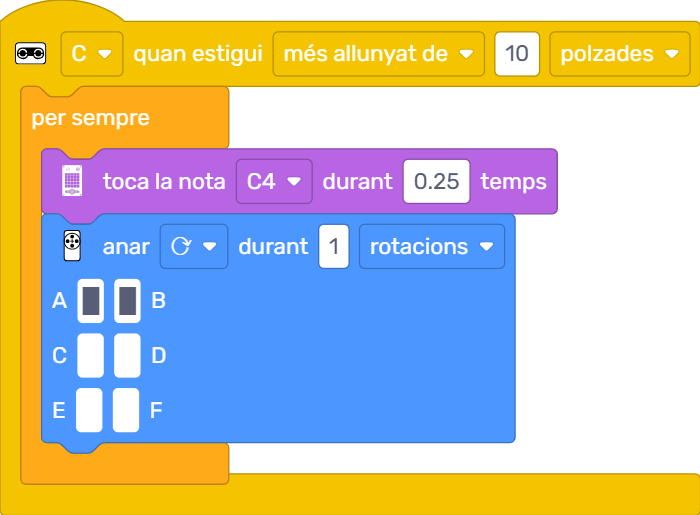 C quan estigui més allunyat de 10 polzades
per sempre
toca la nota C4 durant 0.25 temps
anar durant 1 rotacions
A B
C D
E F